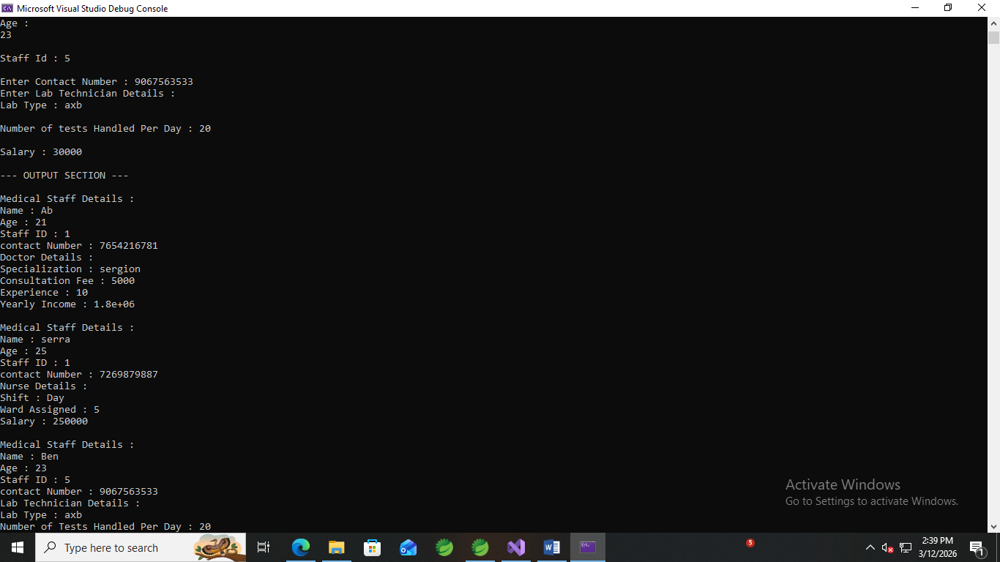 Microsoft Visual Studio Debug Console
Age :
23
Staff Id : 5
Enter Contact Number : 9067563533
Enter Lab Technician Details :
Lab Type : axb
Number of tests Handled Per Day : 20
Salary : 30000
--- OUTPUT SECTION ---
Medical Staff Details :
Name : Ab
Age : 21
Staff ID : 1
contact Number : 7654216781
Doctor Details :
Specialization : sergion
Consultation Fee : 5000
Experience : 10
Yearly Income : 1.8e+06
Medical Staff Details :
Name : serra
Age : 25
Staff ID : 1
contact Number : 7269879887
Nurse Details :
Shift : Day
Ward Assigned : 5
Salary : 250000
Medical Staff Details :
Name : Ben
Age : 23
Staff ID : 5
contact Number : 9067563533
Lab Technician Details :
Lab Type : axb
Number of Tests Handled Per Day : 20
Activate Windows
Go to Settings to activate Windows.
Type here to search
5
2:39 PM
3/12/2026
1